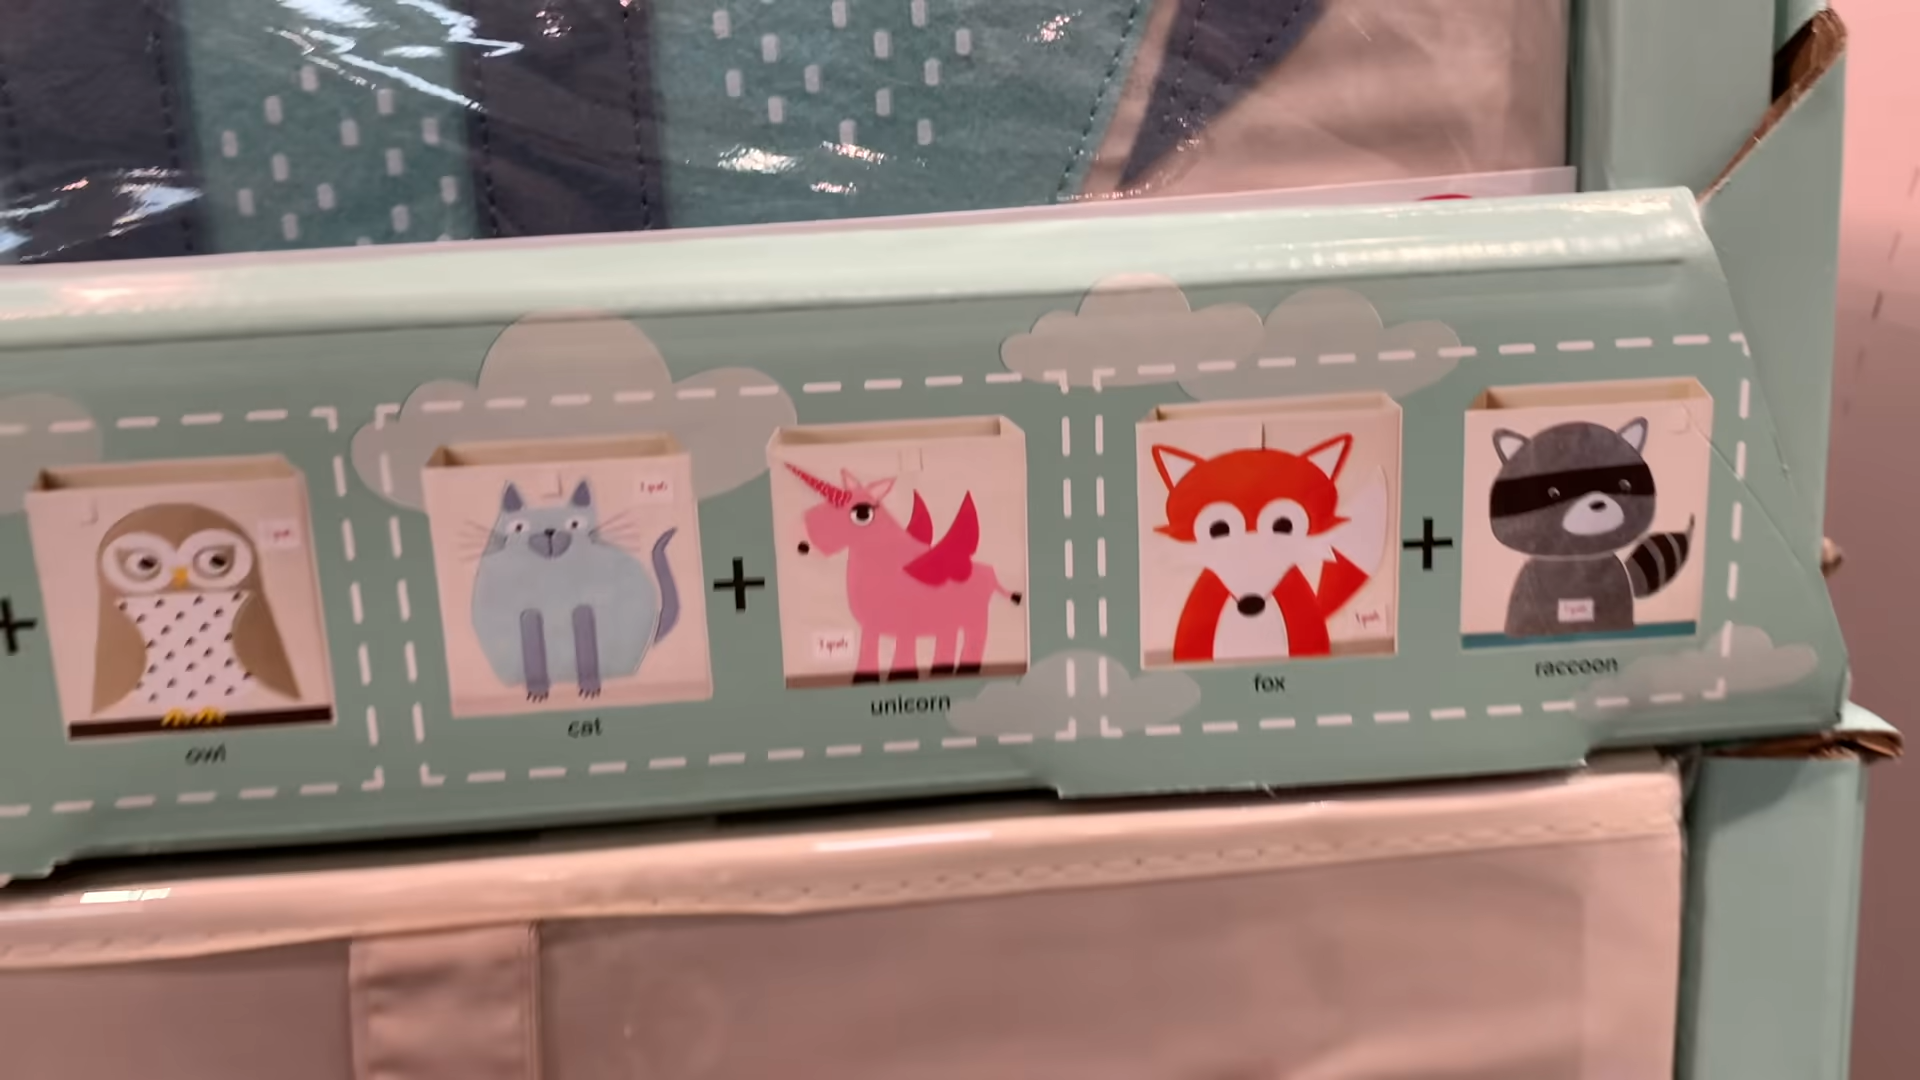 +
owl
cat
+
unicorn
fox
+
raccoon